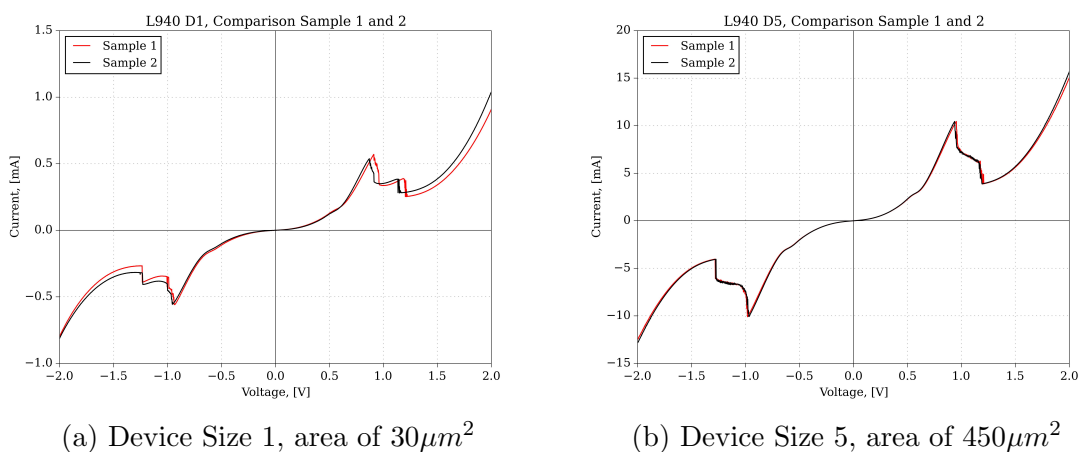 L940 D1, Comparison Sample 1 and 2
1.5
1.0
0.5
0.0
−0.5
−1.0
Current, [mA]
Sample 1
Sample 2
−2.0 −1.5 −1.0 −0.5 0.0 0.5 1.0 1.5 2.0
Voltage, [V]
(a) Device Size 1, area of 30μm²
L940 D5, Comparison Sample 1 and 2
20
15
10
5
0
−5
−10
−15
Current, [mA]
Sample 1
Sample 2
−2.0 −1.5 −1.0 −0.5 0.0 0.5 1.0 1.5 2.0
Voltage, [V]
(b) Device Size 5, area of 450μm²